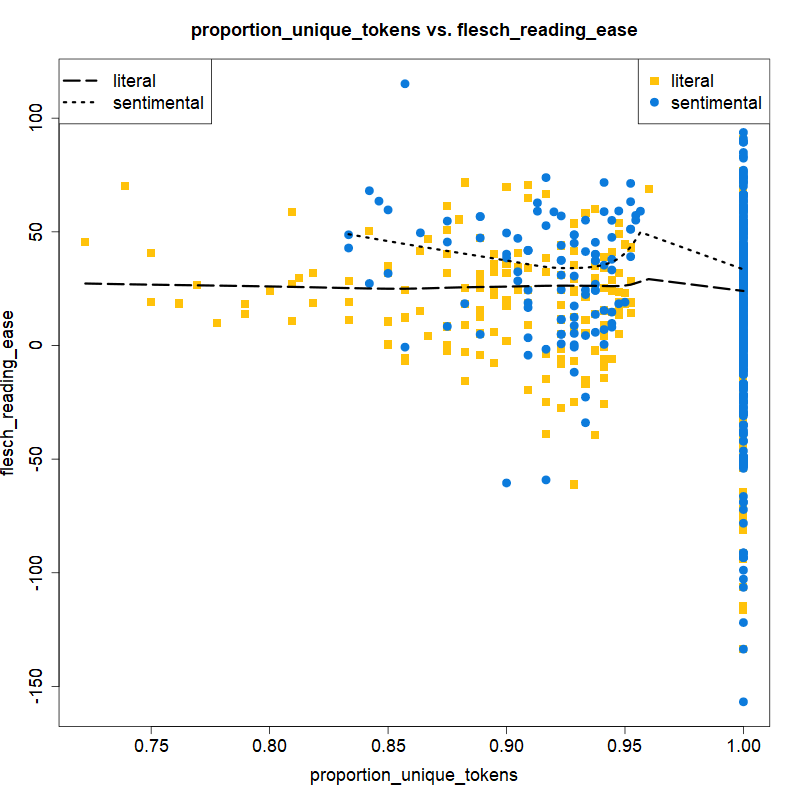 proportion_unique_tokens vs. flesch_reading_ease
literal
sentimental
literal
sentimental
100
50
0
-50
-100
-150
flesch_reading_ease
0.75
0.80
0.85
0.90
0.95
1.00
proportion_unique_tokens